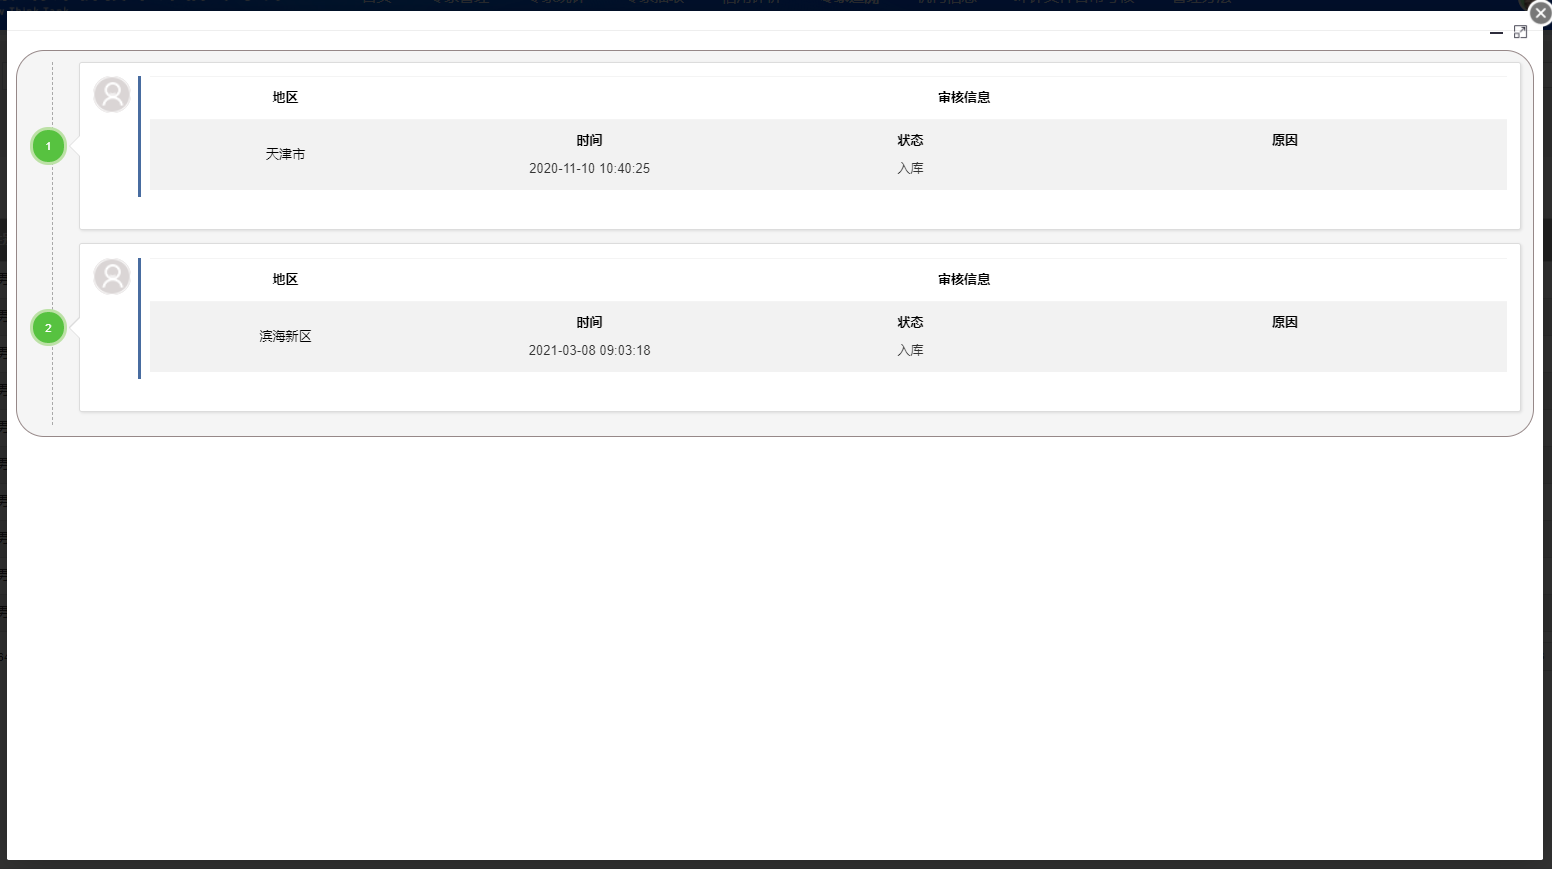 地区 审核信息
1
天津市
时间 状态 原因
2020-11-10 10:40:25 入库
地区 审核信息
2
滨海新区
时间 状态 原因
2021-03-08 09:03:18 入库